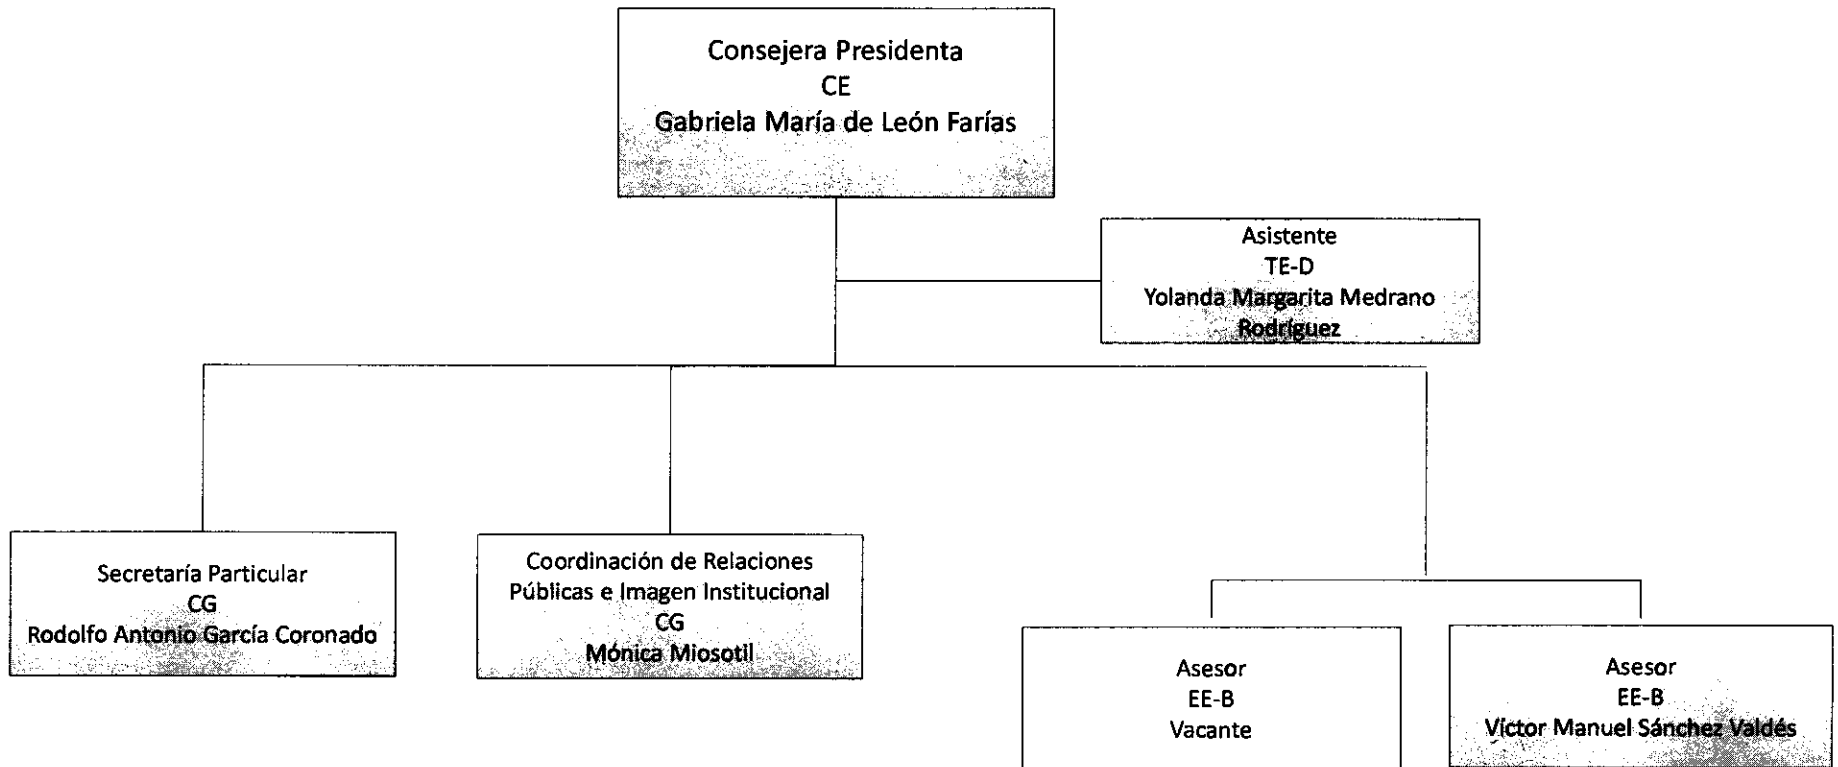 Consejera Presidenta
CE
Gabriela María de León Farías
Asistente
TE-D
Yolanda Margarita Medrano
Rodríguez
Secretaría Particular
CG
Rodolfo Antonio García Coronado
Coordinación de Relaciones
Públicas e Imagen Institucional
CG
Mónica Miosotil
Asesor
EE-B
Vacante
Asesor
EE-B
Víctor Manuel Sánchez Valdés